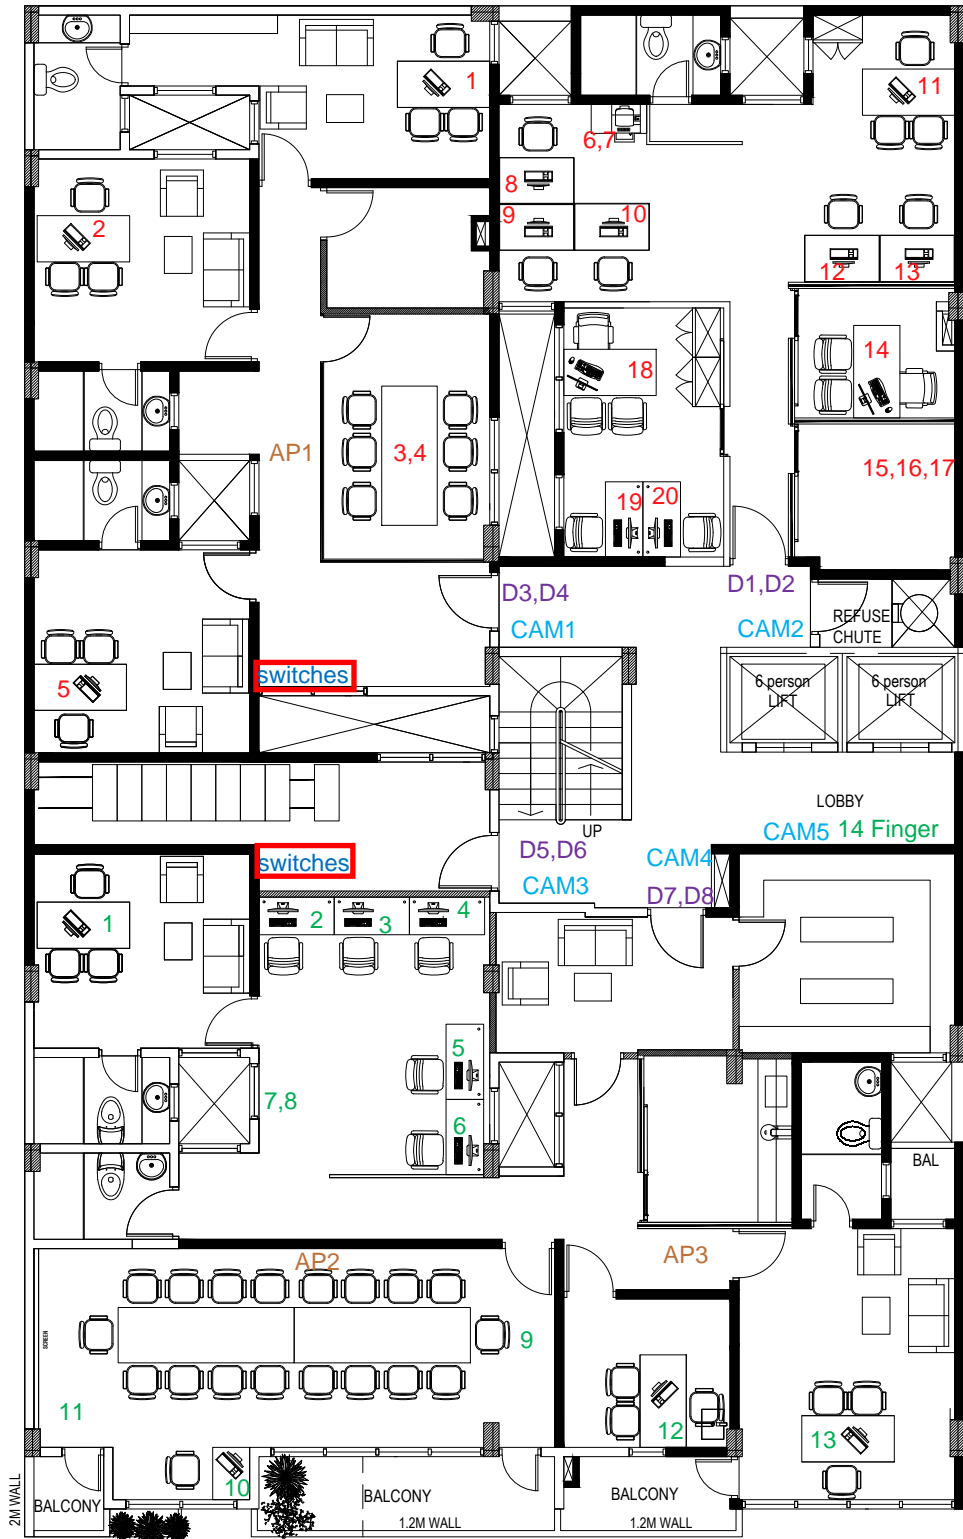 1
11
6,7
8
9
10
2
12
13
14
18
AP1
3,4
15,16,17
19
20
D3,D4
D1,D2
CAM1
CAM2
REFUSE
CHUTE
switches
5
6 person
LIFT
6 person
LIFT
LOBBY
UP
CAM5
14 Finger
D5,D6
CAM4
switches
CAM3
D7,D8
1
2
3
4
5
7,8
6
BAL
AP2
AP3
SCREEN
9
11
12
13
10
2M WALL
BALCONY
BALCONY
BALCONY
1.2M WALL
1.2M WALL